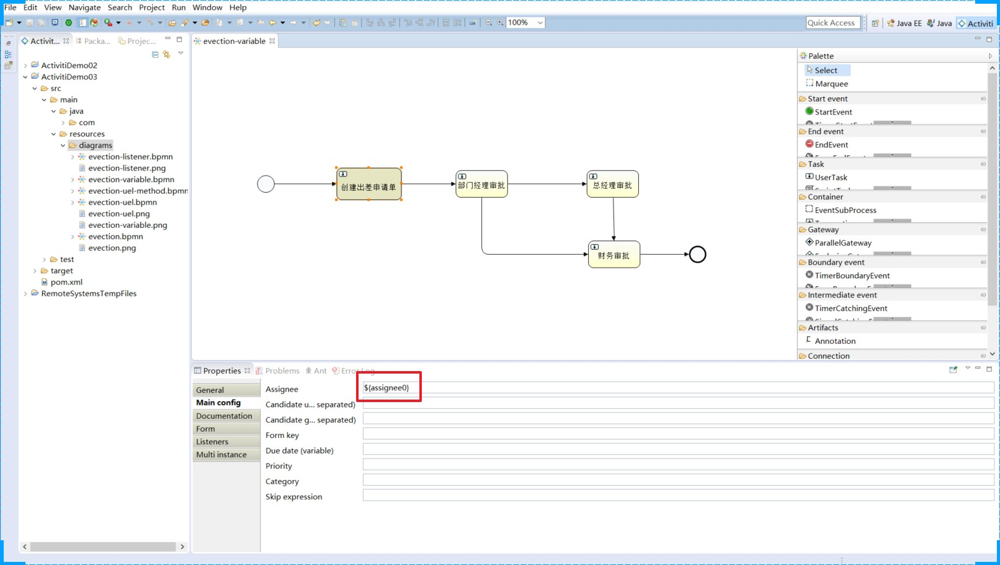 File Edit View Navigate Search Project Run Window Help
100%
Quick Access
Java EE
Java
Activiti
Activit...
Packa...
Projec...
evection-variable
ActivitiDemo02
ActivitiDemo03
src
main
java
com
resources
diagrams
evection-listener.bpmn
evection-listener.png
evection-variable.bpmn
evection-uel-method.bpmn
evection-uel.bpmn
evection-uel.png
evection-variable.png
evection.bpmn
evection.png
test
target
pom.xml
RemoteSystemsTempFiles
创建出差申请单
部门经理审批
总经理审批
财务审批
Palette
Select
Marquee
Start event
StartEvent
End event
EndEvent
Task
UserTask
Container
EventSubProcess
Gateway
ParallelGateway
Boundary event
TimerBoundaryEvent
Intermediate event
TimerCatchingEvent
Artifacts
Annotation
Connection
Properties
Problems
Ant
Error Log
General
Main config
Documentation
Form
Listeners
Multi instance
Assignee
${assignee0}
Candidate u... separated)
Candidate g... separated)
Form key
Due date (variable)
Priority
Category
Skip expression